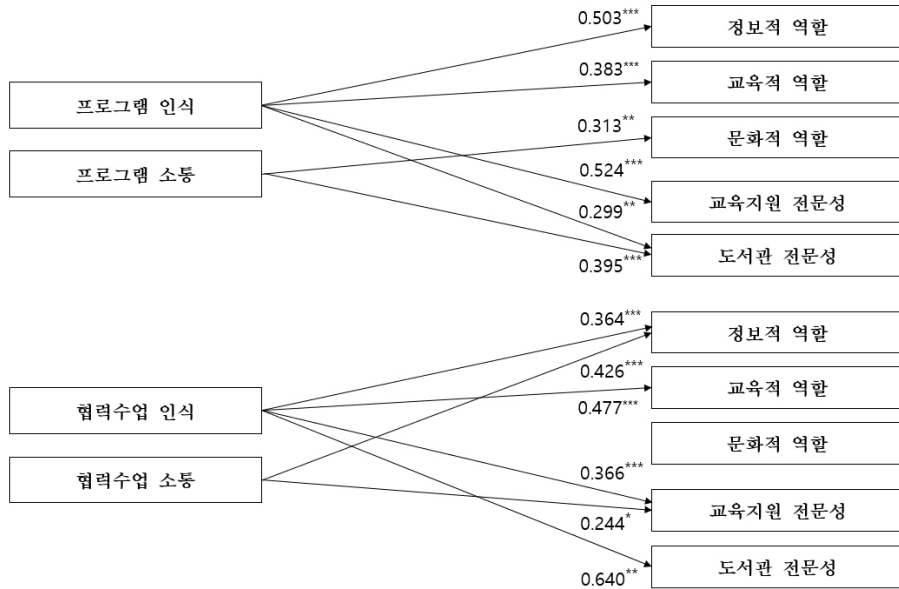 0.503***
정보적 역할
0.383***
교육적 역할
프로그램 인식
0.313**
문화적 역할
프로그램 소통
0.524***
교육지원 전문성
0.299**
도서관 전문성
0.395***
0.364***
정보적 역할
0.426***
교육적 역할
협력수업 인식
0.477***
문화적 역할
협력수업 소통
0.366***
교육지원 전문성
0.244*
도서관 전문성
0.640**